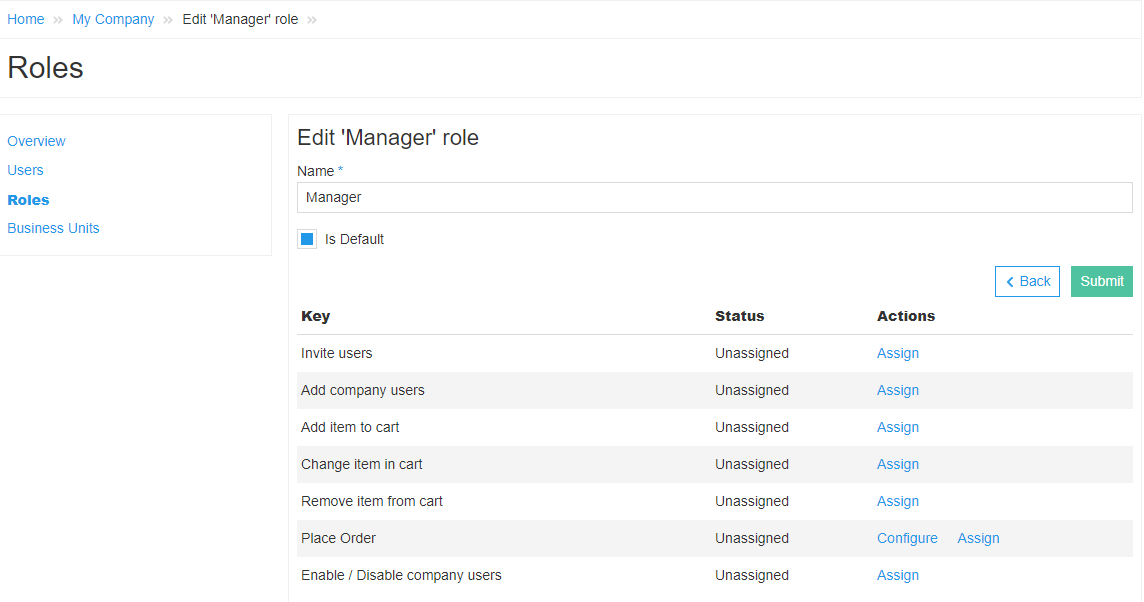 Home » My Company » Edit 'Manager' role »
Roles
Overview
Users
Roles
Business Units
Edit 'Manager' role
Name *
Manager
Is Default
Back Submit
Key Status Actions
Invite users Unassigned Assign
Add company users Unassigned Assign
Add item to cart Unassigned Assign
Change item in cart Unassigned Assign
Remove item from cart Unassigned Assign
Place Order Unassigned Configure Assign
Enable / Disable company users Unassigned Assign